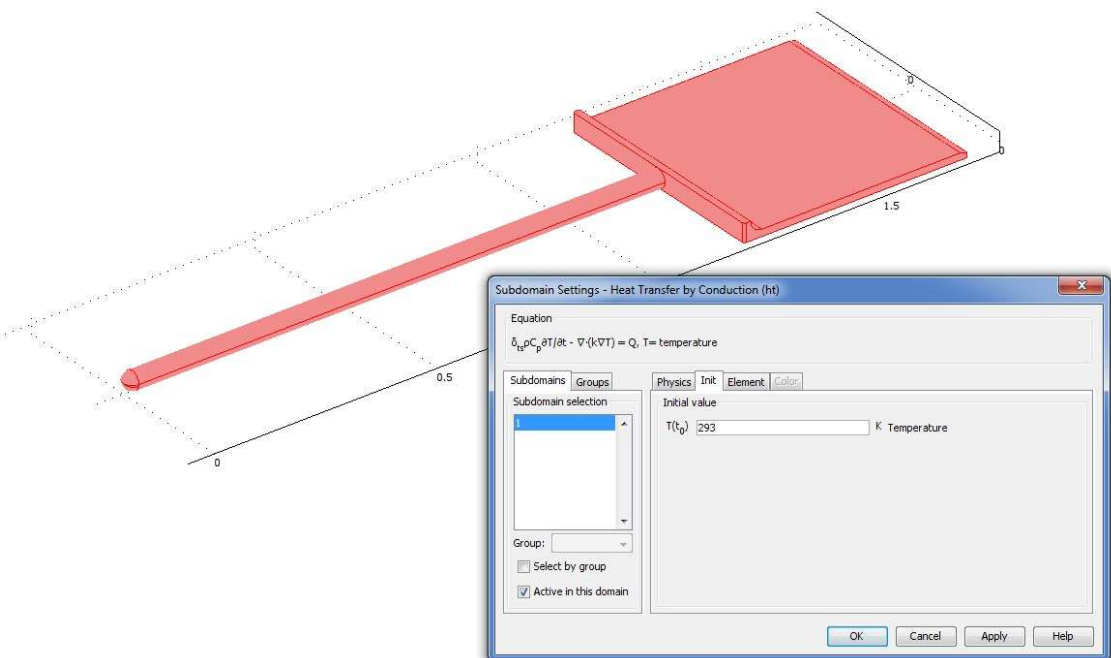 0
0
1.5
0.5
0
Subdomain Settings - Heat Transfer by Conduction (ht)
Equation
δtsρCp∂T/∂t - ∇·(k∇T) = Q, T= temperature
Subdomains Groups
Subdomain selection
1
Group:
Select by group
Active in this domain
Physics Init Element Color
Initial value
T(t0) 293 K Temperature
OK Cancel Apply Help